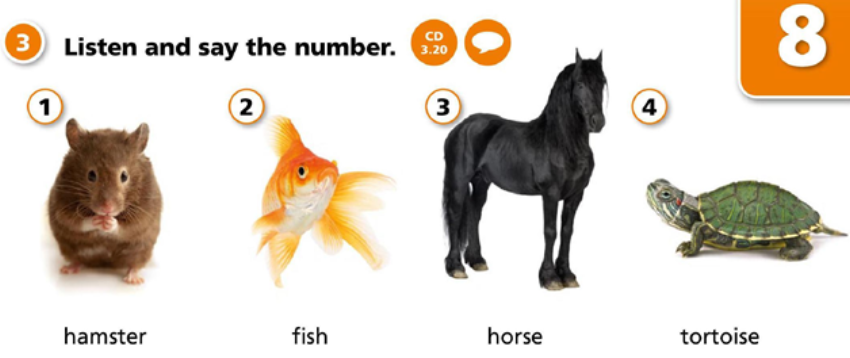 8
3 Listen and say the number. CD 3.20
1 2 3 4
hamster fish horse tortoise